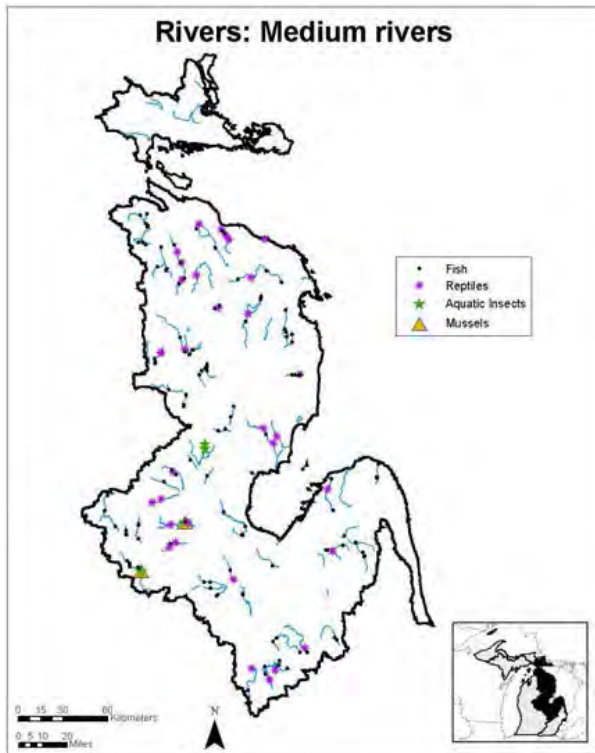 Rivers: Medium rivers
Fish
Reptiles
Aquatic Insects
Mussels
0 15 30 60
Kilometers
0 5 10 20
Miles
N